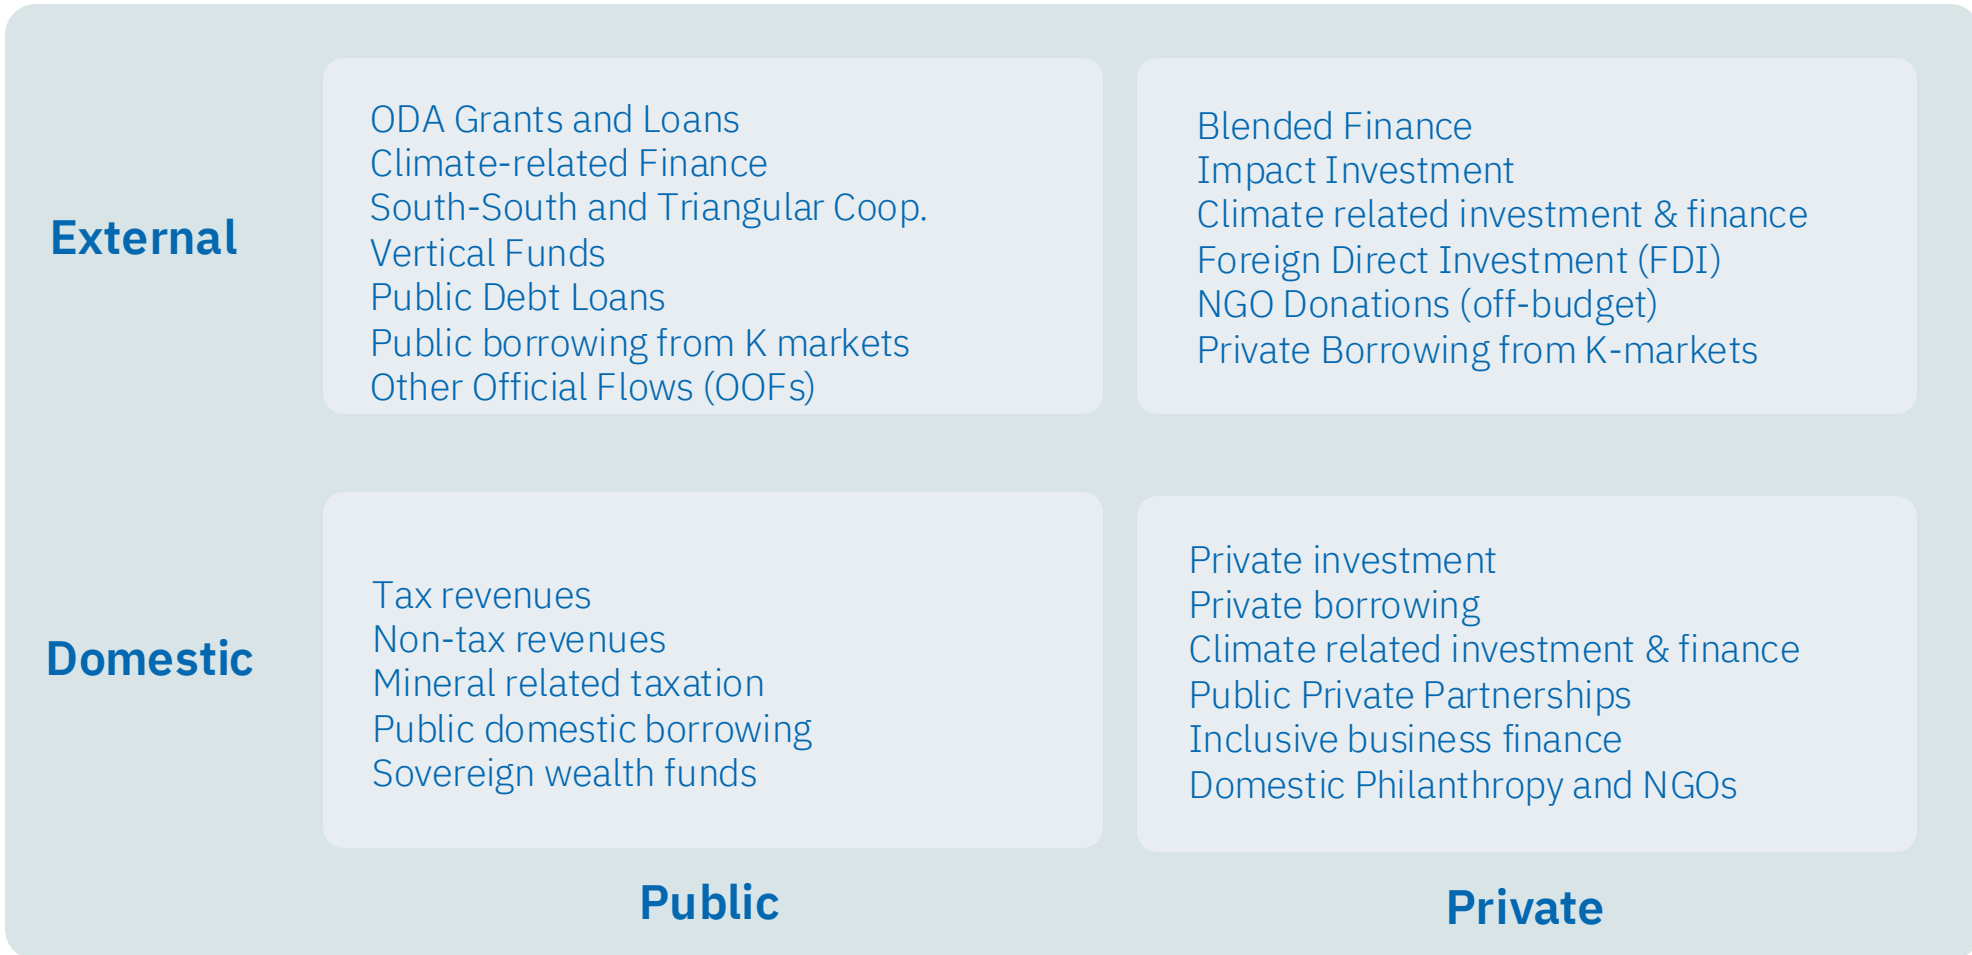 External
ODA Grants and Loans
Climate-related Finance
South-South and Triangular Coop.
Vertical Funds
Public Debt Loans
Public borrowing from K markets
Other Official Flows (OOFs)
Blended Finance
Impact Investment
Climate related investment & finance
Foreign Direct Investment (FDI)
NGO Donations (off-budget)
Private Borrowing from K-markets
Domestic
Tax revenues
Non-tax revenues
Mineral related taxation
Public domestic borrowing
Sovereign wealth funds
Private investment
Private borrowing
Climate related investment & finance
Public Private Partnerships
Inclusive business finance
Domestic Philanthropy and NGOs
Public
Private